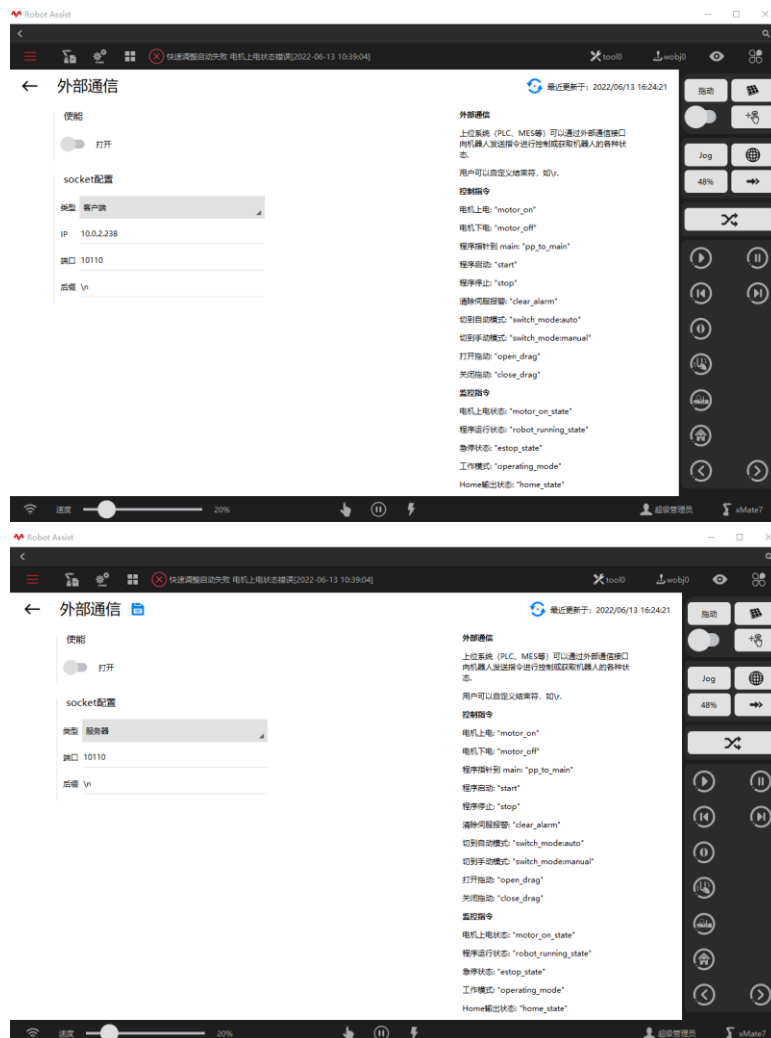 Robot Assist
快速调整启动失败 电机上电状态错误[2022-06-13 10:39:04]
tool0
wobj0
外部通信
最近更新于：2022/06/13 16:24:21
拖动
使能
打开
Jog
48%
socket配置
类型 客户端
IP 10.0.2.238
端口 10110
后缀 \n
外部通信
上位系统（PLC、MES等）可以通过外部通信接口
向机器人发送指令进行控制或获取机器人的各种状
态.
用户可以自定义结束符，如\r.
控制指令
电机上电: "motor_on"
电机下电: "motor_off"
程序指针到 main: "pp_to_main"
程序启动: "start"
程序停止: "stop"
清除伺服报警: "clear_alarm"
切到自动模式: "switch_mode:auto"
切到手动模式: "switch_mode:manual"
打开拖动: "open_drag"
关闭拖动: "close_drag"
监控指令
电机上电状态: "motor_on_state"
程序运行状态: "robot_running_state"
急停状态: "estop_state"
工作模式: "operating_mode"
Home输出状态: "home_state"
速度
20%
超级管理员
xMate7
Robot Assist
快速调整启动失败 电机上电状态错误[2022-06-13 10:39:04]
tool0
wobj0
外部通信
最近更新于：2022/06/13 16:24:21
拖动
使能
打开
Jog
48%
socket配置
类型 服务器
端口 10110
后缀 \n
外部通信
上位系统（PLC、MES等）可以通过外部通信接口
向机器人发送指令进行控制或获取机器人的各种状
态.
用户可以自定义结束符，如\r.
控制指令
电机上电: "motor_on"
电机下电: "motor_off"
程序指针到 main: "pp_to_main"
程序启动: "start"
程序停止: "stop"
清除伺服报警: "clear_alarm"
切到自动模式: "switch_mode:auto"
切到手动模式: "switch_mode:manual"
打开拖动: "open_drag"
关闭拖动: "close_drag"
监控指令
电机上电状态: "motor_on_state"
程序运行状态: "robot_running_state"
急停状态: "estop_state"
工作模式: "operating_mode"
Home输出状态: "home_state"
速度
20%
超级管理员
xMate7